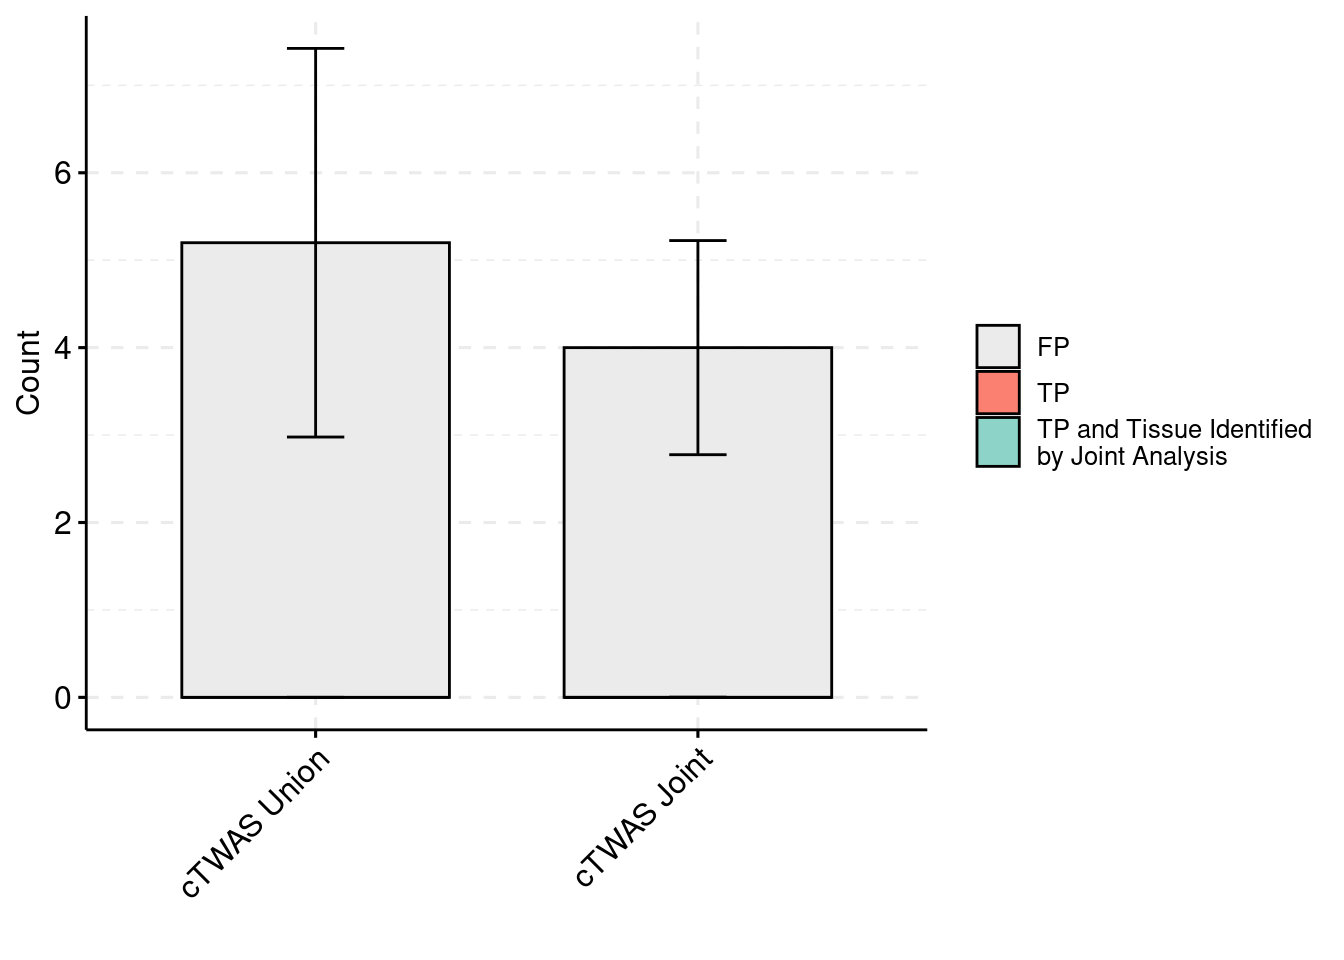 Count
6
4
2
0
cTWAS Union
cTWAS Joint
FP
TP
TP and Tissue Identified
by Joint Analysis